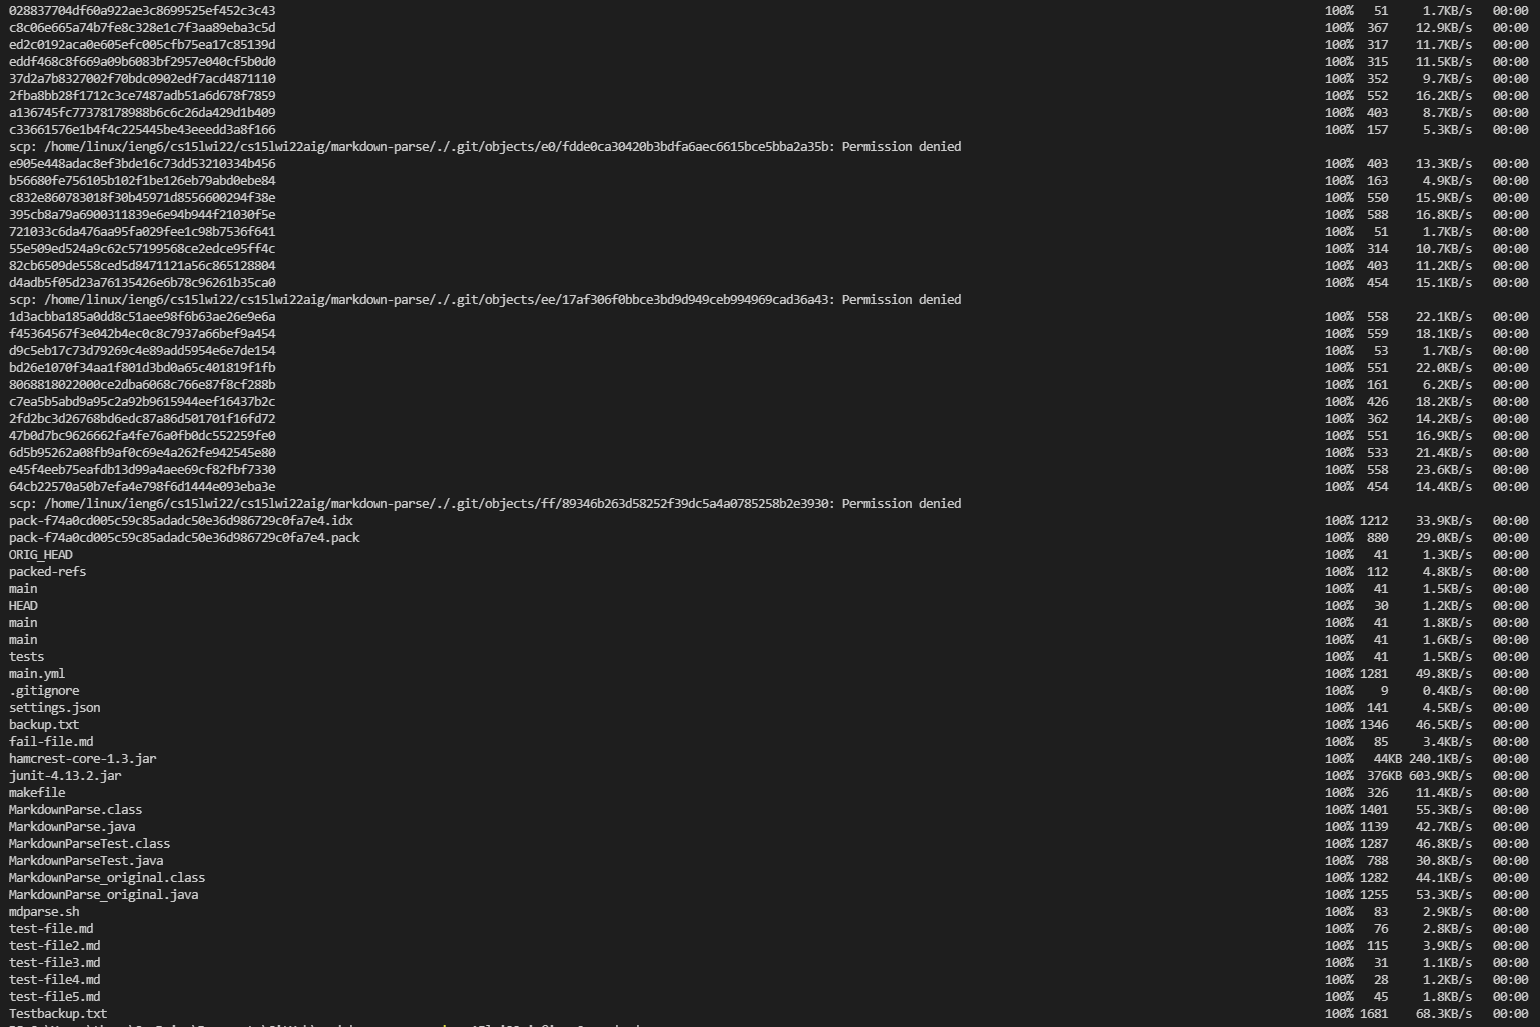 028837704df60a922ae3c8699525ef452c3c43 100% 51 1.7KB/s 00:00
c8c06e665a74b7fe8c328e1c7f3aa89eba3c5d 100% 367 12.9KB/s 00:00
ed2c0192aca0e605efc005cfb75ea17c85139d 100% 317 11.7KB/s 00:00
eddf468c8f669a09b6083bf2957e040cf5b0d0 100% 315 11.5KB/s 00:00
37d2a7b8327002f70bdc0902edf7acd4871110 100% 352 9.7KB/s 00:00
2fba8bb28f1712c3ce7487adb51a6d678f7859 100% 552 16.2KB/s 00:00
a136745fc77378178988b6c6c26da429d1b409 100% 403 8.7KB/s 00:00
c33661576e1b4f4c225445be43eeedd3a8f166 100% 157 5.3KB/s 00:00
scp: /home/linux/ieng6/cs15lwi22/cs15lwi22aig/markdown-parse/./.git/objects/e0/fdde0ca30420b3bdfa6aec6615bce5bba2a35b: Permission denied
e905e448adac8ef3bde16c73dd53210334b456 100% 403 13.3KB/s 00:00
b56680fe756105b102f1be126eb79abd0ebe84 100% 163 4.9KB/s 00:00
c832e860783018f30b45971d8556600294f38e 100% 550 15.9KB/s 00:00
395cb8a79a6900311839e6e94b944f21030f5e 100% 588 16.8KB/s 00:00
721033c6da476aa95fa029fee1c98b7536f641 100% 51 1.7KB/s 00:00
55e509ed524a9c62c57199568ce2edce95ff4c 100% 314 10.7KB/s 00:00
82cb6509de558ced5d8471121a56c865128804 100% 403 11.2KB/s 00:00
d4adb5f05d23a76135426e6b78c96261b35ca0 100% 454 15.1KB/s 00:00
scp: /home/linux/ieng6/cs15lwi22/cs15lwi22aig/markdown-parse/./.git/objects/ee/17af306f0bbce3bd9d949ceb994969cad36a43: Permission denied
1d3acbba185a0dd8c51aee98f6b63ae26e9e6a 100% 558 22.1KB/s 00:00
f45364567f3e042b4ec0c8c7937a66bef9a454 100% 559 18.1KB/s 00:00
d9c5eb17c73d79269c4e89add5954e6e7de154 100% 53 1.7KB/s 00:00
bd26e1070f34aa1f801d3bd0a65c401819f1fb 100% 551 22.0KB/s 00:00
8068818022000ce2dba6068c766e87f8cf288b 100% 161 6.2KB/s 00:00
c7ea5b5abd9a95c2a92b9615944eef16437b2c 100% 426 18.2KB/s 00:00
2fd2bc3d26768bd6edc87a86d501701f16fd72 100% 362 14.2KB/s 00:00
47b0d7bc9626662fa4fe76a0fb0dc552259fe0 100% 551 16.9KB/s 00:00
6d5b95262a08fb9af0c69e4a262fe942545e80 100% 533 21.4KB/s 00:00
e45f4eeb75eafdb13d99a4aee69cf82fbf7330 100% 558 23.6KB/s 00:00
64cb22570a50b7efa4e798f6d1444e093eba3e 100% 454 14.4KB/s 00:00
scp: /home/linux/ieng6/cs15lwi22/cs15lwi22aig/markdown-parse/./.git/objects/ff/89346b263d58252f39dc5a4a0785258b2e3930: Permission denied
pack-f74a0cd005c59c85adadc50e36d986729c0fa7e4.idx 100% 1212 33.9KB/s 00:00
pack-f74a0cd005c59c85adadc50e36d986729c0fa7e4.pack 100% 880 29.0KB/s 00:00
ORIG_HEAD 100% 41 1.3KB/s 00:00
packed-refs 100% 112 4.8KB/s 00:00
main 100% 41 1.5KB/s 00:00
HEAD 100% 30 1.2KB/s 00:00
main 100% 41 1.8KB/s 00:00
main 100% 41 1.6KB/s 00:00
tests 100% 41 1.5KB/s 00:00
main.yml 100% 1281 49.8KB/s 00:00
.gitignore 100% 9 0.4KB/s 00:00
settings.json 100% 141 4.5KB/s 00:00
backup.txt 100% 1346 46.5KB/s 00:00
fail-file.md 100% 85 3.4KB/s 00:00
hamcrest-core-1.3.jar 100% 44KB 240.1KB/s 00:00
junit-4.13.2.jar 100% 376KB 603.9KB/s 00:00
makefile 100% 326 11.4KB/s 00:00
MarkdownParse.class 100% 1401 55.3KB/s 00:00
MarkdownParse.java 100% 1139 42.7KB/s 00:00
MarkdownParseTest.class 100% 1287 46.8KB/s 00:00
MarkdownParseTest.java 100% 788 30.8KB/s 00:00
MarkdownParse_original.class 100% 1282 44.1KB/s 00:00
MarkdownParse_original.java 100% 1255 53.3KB/s 00:00
mdparse.sh 100% 83 2.9KB/s 00:00
test-file.md 100% 76 2.8KB/s 00:00
test-file2.md 100% 115 3.9KB/s 00:00
test-file3.md 100% 31 1.1KB/s 00:00
test-file4.md 100% 28 1.2KB/s 00:00
test-file5.md 100% 45 1.8KB/s 00:00
Testbackup.txt 100% 1681 68.3KB/s 00:00